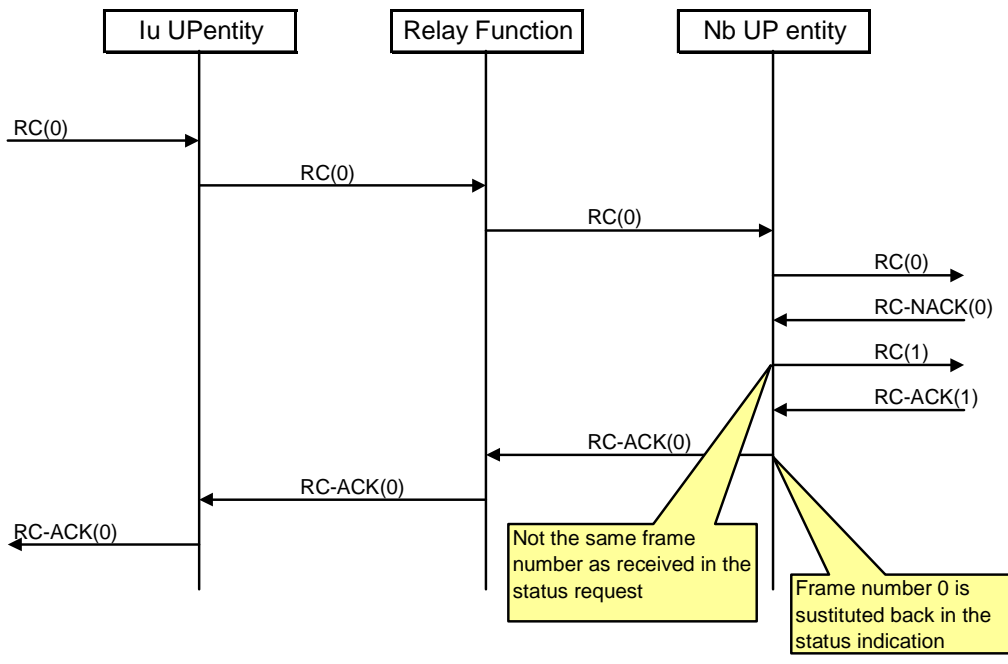 Iu UPentity
Relay Function
Nb UP entity
RC(0)
RC(0)
RC(0)
RC(0)
RC-NACK(0)
RC(1)
RC-ACK(1)
RC-ACK(0)
RC-ACK(0)
RC-ACK(0)
Not the same frame
number as received in the
status request
Frame number 0 is
sustituted back in the
status indication